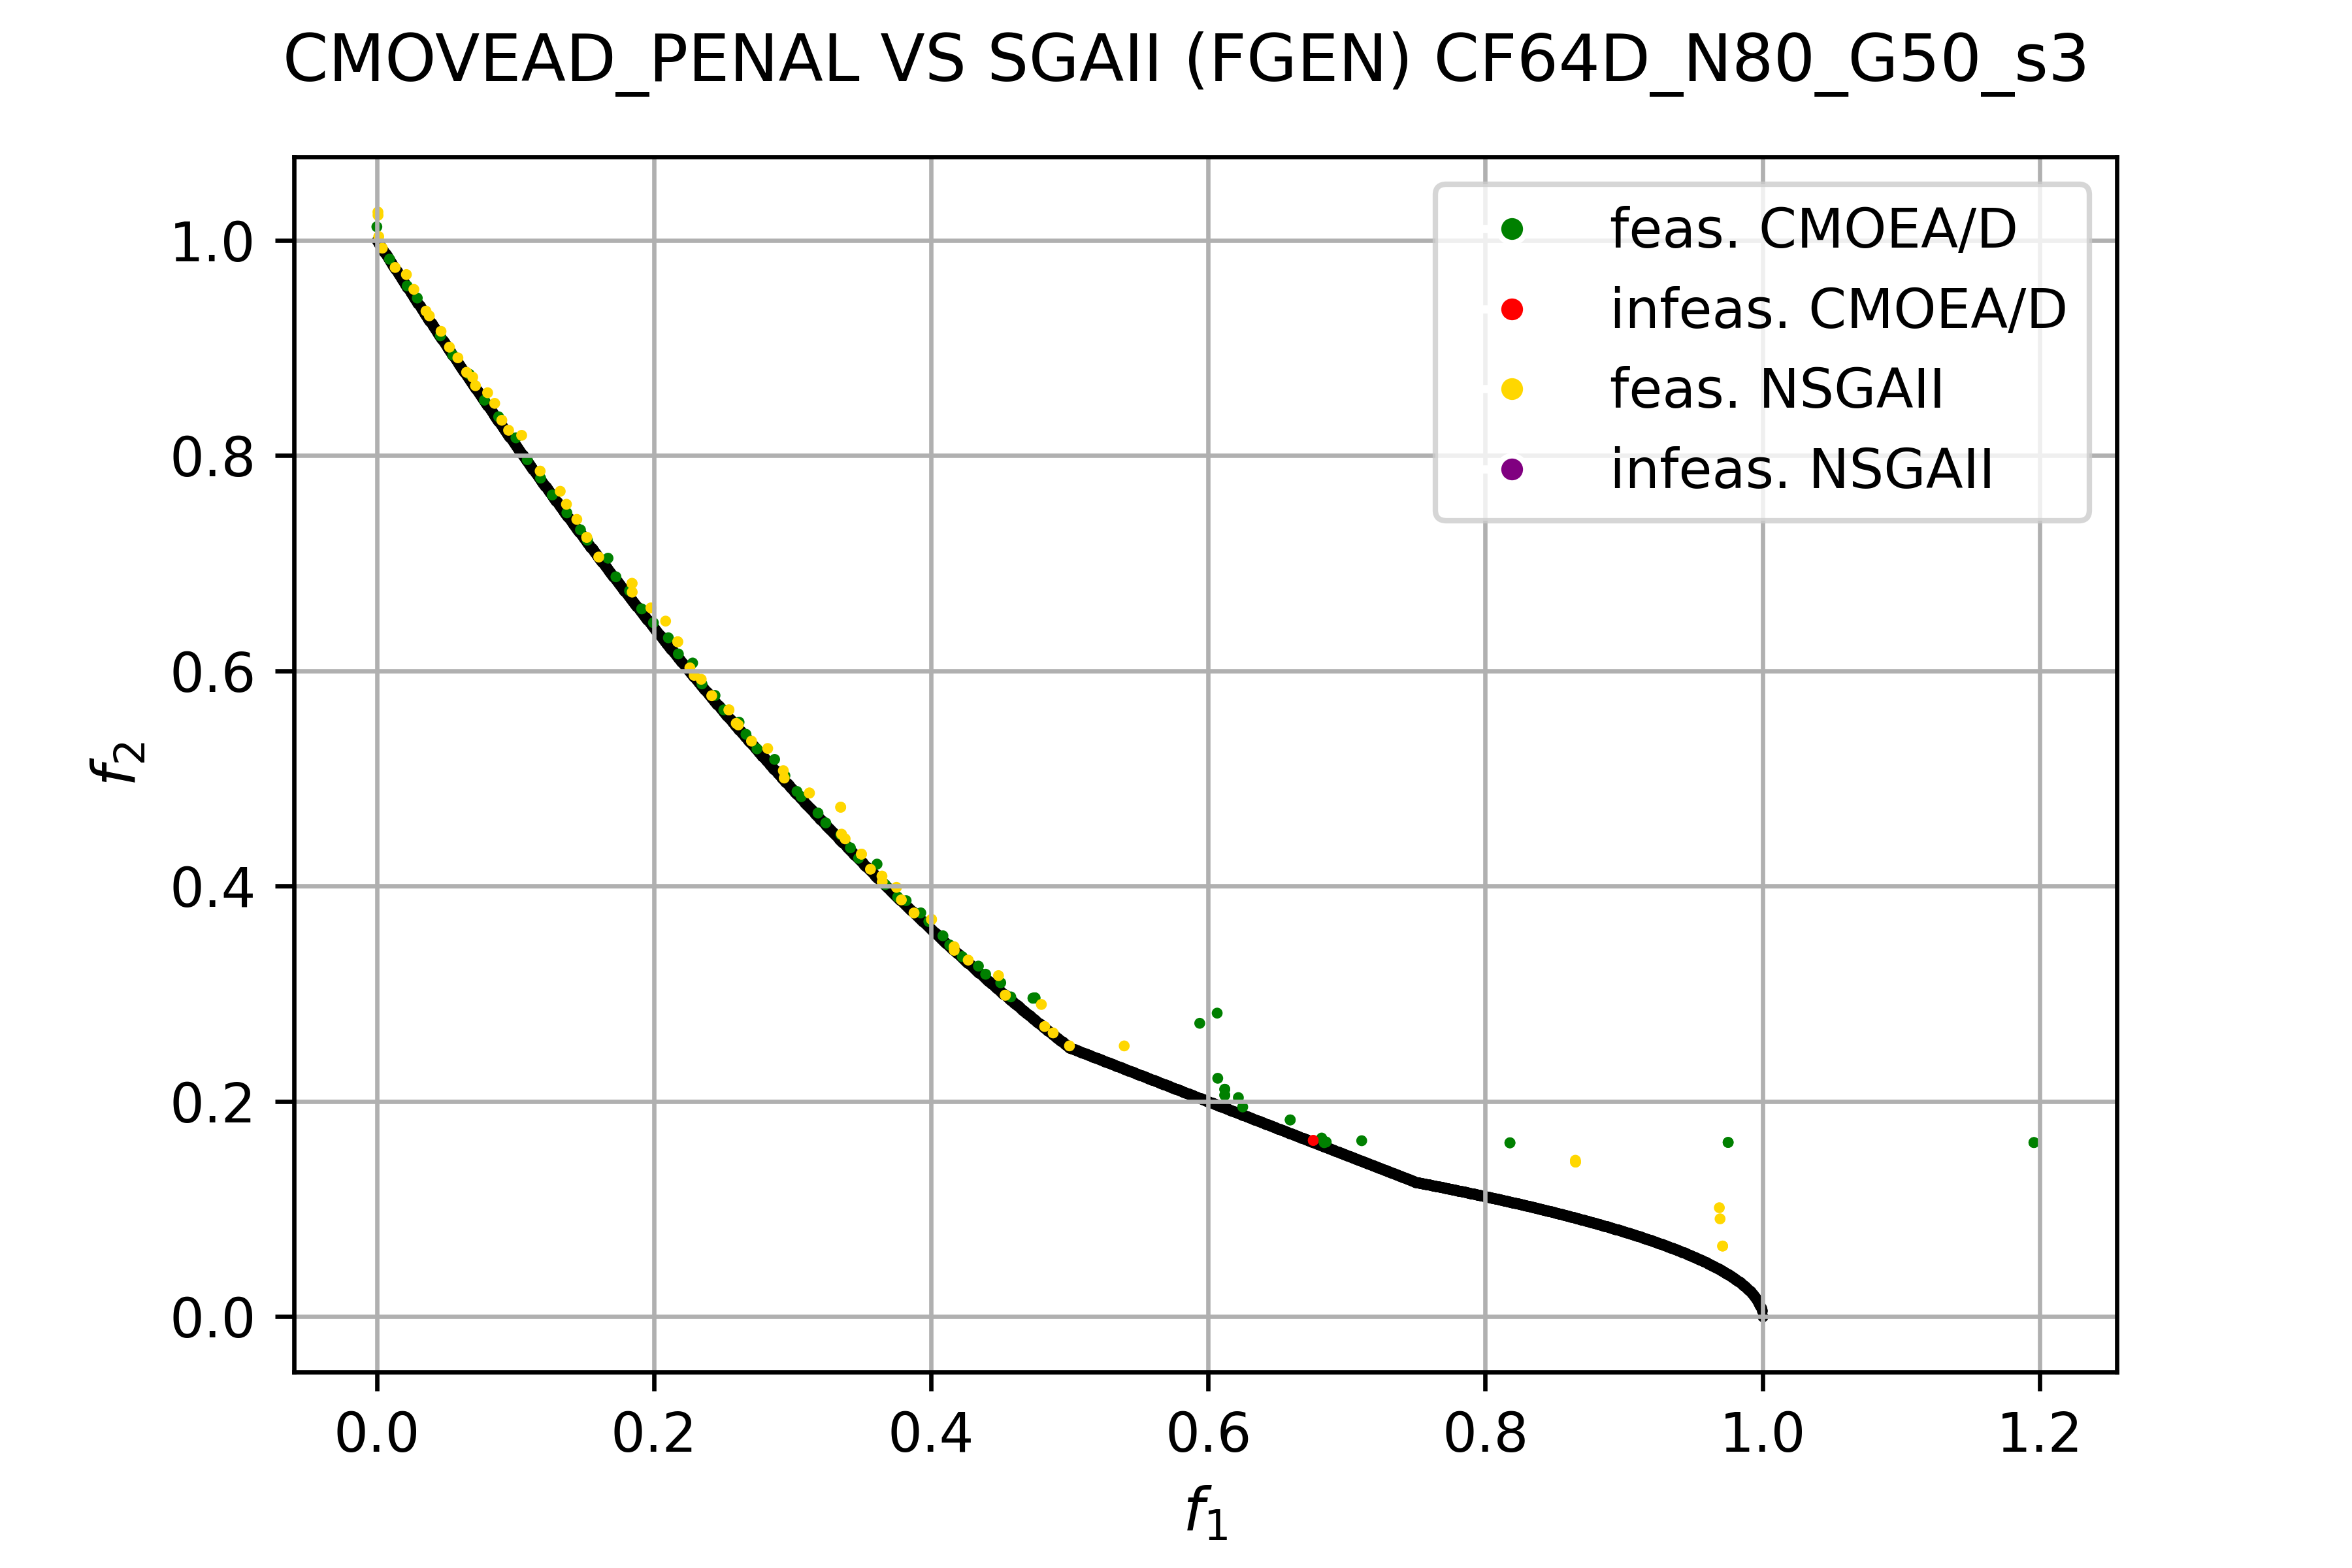 CMOVEAD_PENAL VS SGAII (FGEN) CF64D_N80_G50_s3
feas. CMOEA/D
infeas. CMOEA/D
feas. NSGAII
infeas. NSGAII
1.0
0.8
0.6
0.4
0.2
0.0
f2
0.0 0.2 0.4 0.6 0.8 1.0 1.2
f1